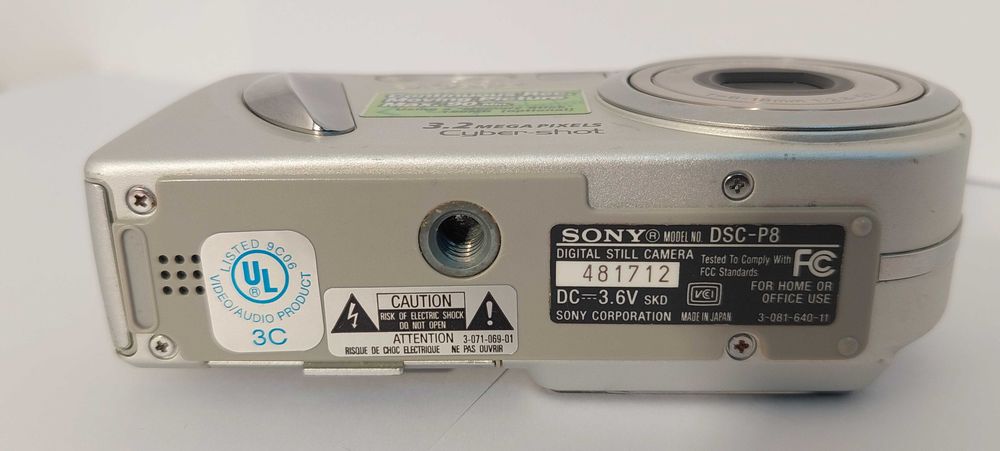 3.2 MEGA PIXELS
Cyber-shot
LISTED 9C06
UL®
VIDEO/AUDIO PRODUCT
3C
CAUTION
RISK OF ELECTRIC SHOCK
DO NOT OPEN
ATTENTION 3-071-069-01
RISQUE DE CHOC ELECTRIQUE NE PAS OUVRIR
SONY® MODEL NO. DSC-P8
DIGITAL STILL CAMERA
481712
DC⎓3.6V SKD
SONY CORPORATION MADE IN JAPAN
Tested To Comply With
FCC Standards
FC
VCI
FOR HOME OR
OFFICE USE
3-081-640-11